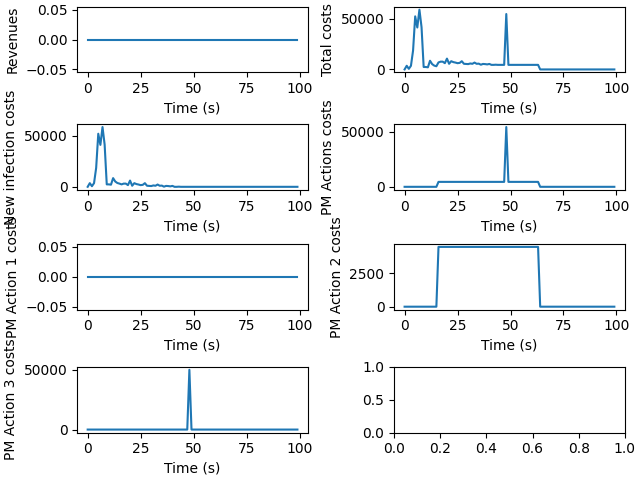 Revenues
0.05
0.00
−0.05
0 25 50 75 100
Time (s)
Total costs
50000
0
0 25 50 75 100
Time (s)
New infection costs
50000
0
0 25 50 75 100
Time (s)
PM Actions costs
50000
0
0 25 50 75 100
Time (s)
PM Action 1 costs
0.05
0.00
−0.05
0 25 50 75 100
Time (s)
PM Action 2 costs
2500
0
0 25 50 75 100
Time (s)
PM Action 3 costs
50000
0
0 25 50 75 100
Time (s)
1.0
0.5
0.0
0.0 0.2 0.4 0.6 0.8 1.0